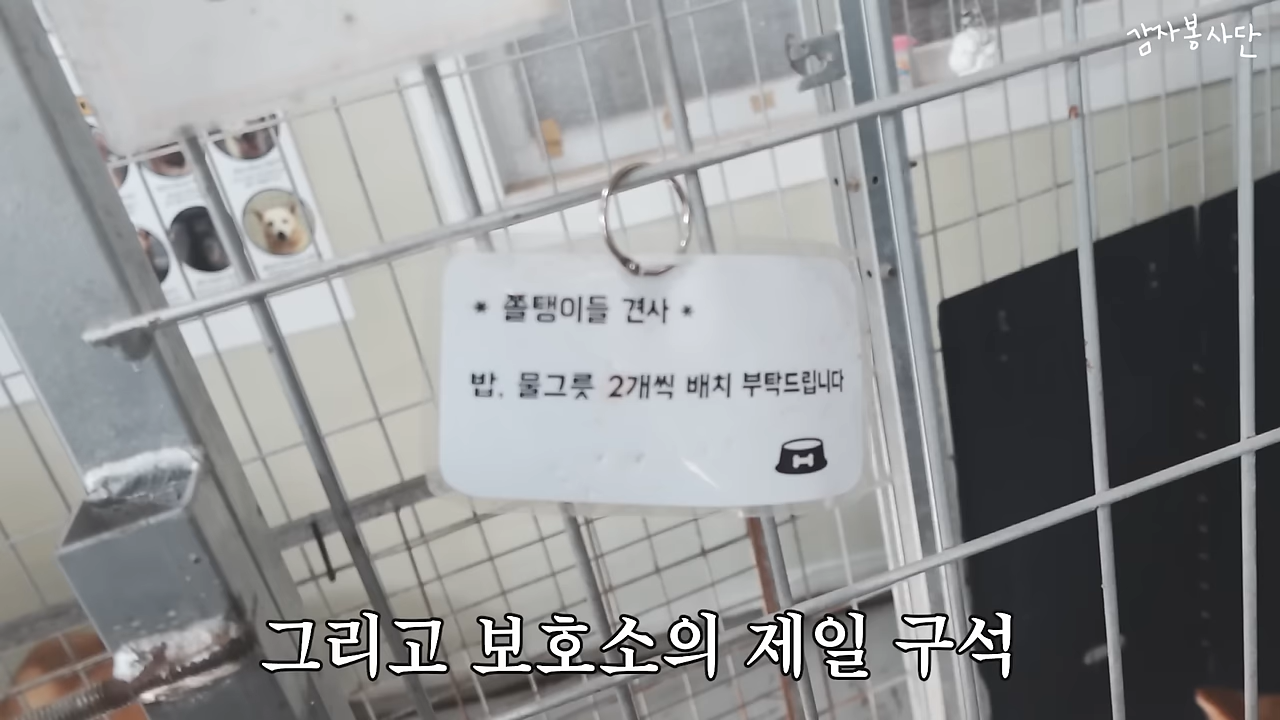 감자봉사단
* 쫄탱이들 견사 *
밥, 물그릇 2개씩 배치 부탁드립니다
그리고 보호소의 제일 구석